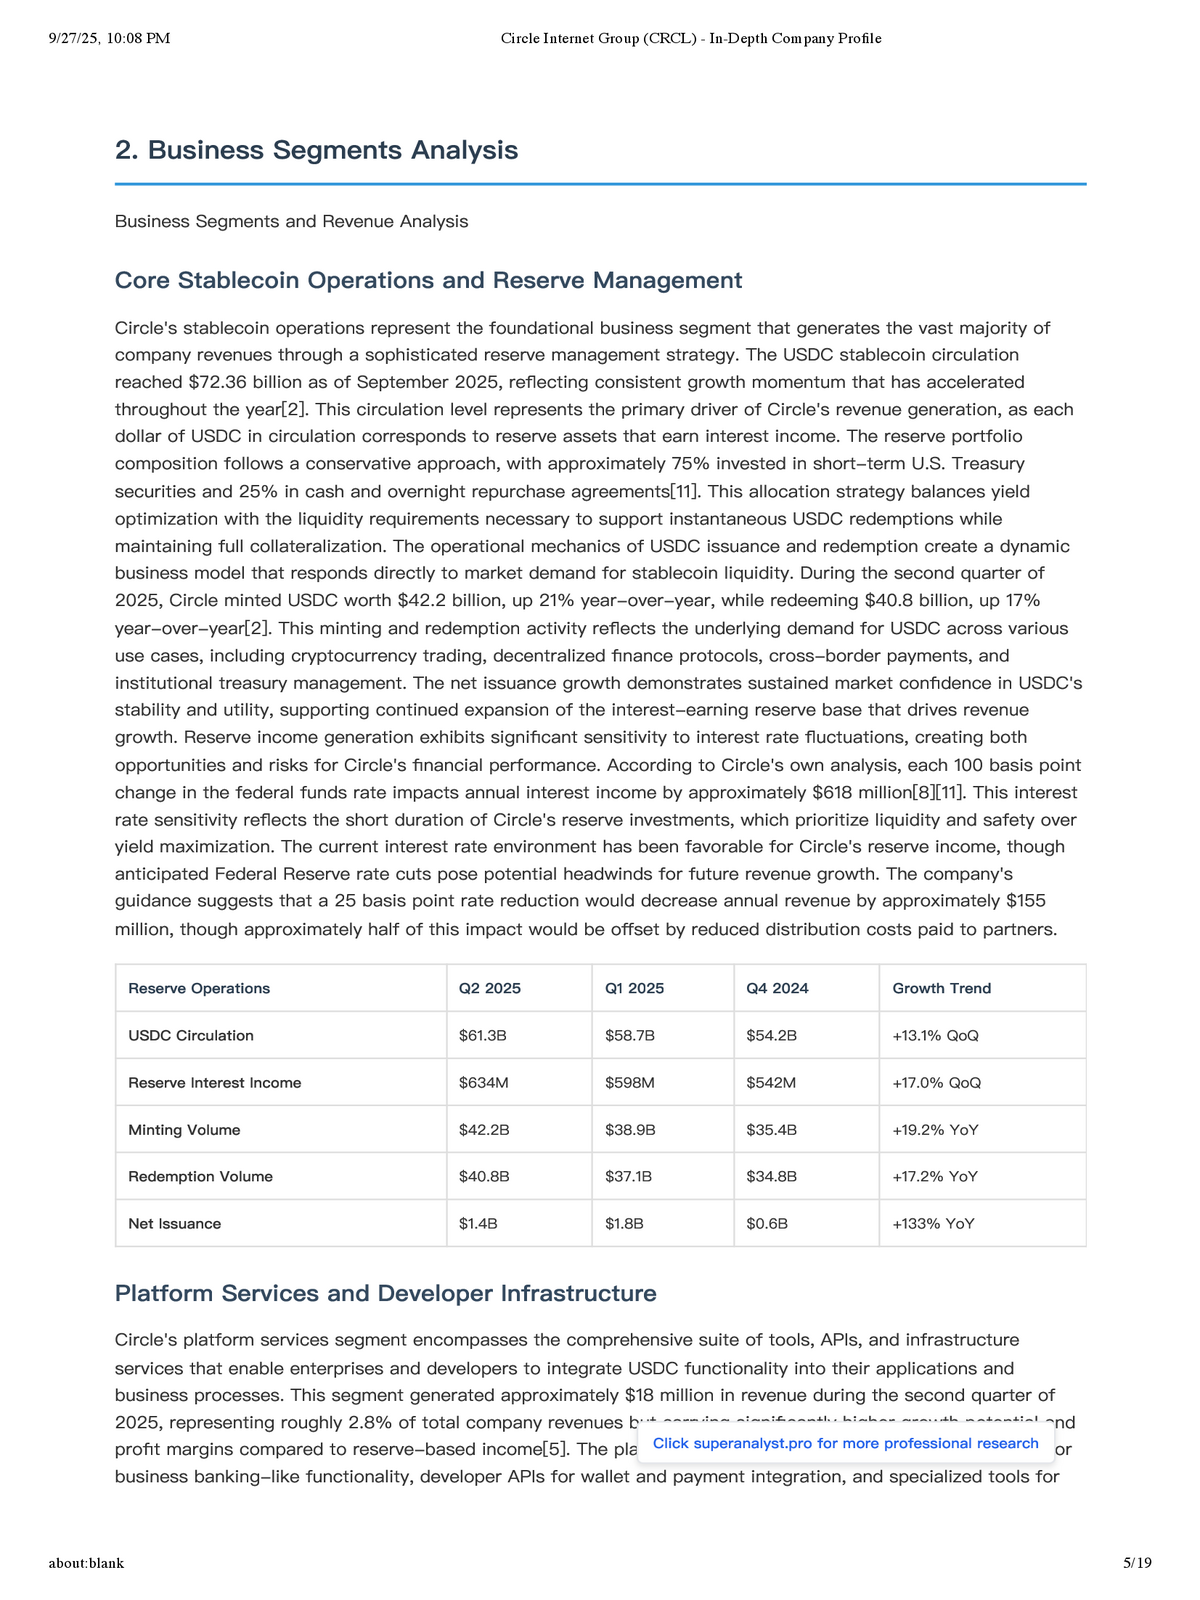 9/27/25, 10:08 PM Circle Internet Group (CRCL) - In-Depth Company Profile
2. Business Segments Analysis
Business Segments and Revenue Analysis
Core Stablecoin Operations and Reserve Management
Circle's stablecoin operations represent the foundational business segment that generates the vast majority of
company revenues through a sophisticated reserve management strategy. The USDC stablecoin circulation
reached $72.36 billion as of September 2025, reflecting consistent growth momentum that has accelerated
throughout the year[2]. This circulation level represents the primary driver of Circle's revenue generation, as each
dollar of USDC in circulation corresponds to reserve assets that earn interest income. The reserve portfolio
composition follows a conservative approach, with approximately 75% invested in short-term U.S. Treasury
securities and 25% in cash and overnight repurchase agreements[11]. This allocation strategy balances yield
optimization with the liquidity requirements necessary to support instantaneous USDC redemptions while
maintaining full collateralization. The operational mechanics of USDC issuance and redemption create a dynamic
business model that responds directly to market demand for stablecoin liquidity. During the second quarter of
2025, Circle minted USDC worth $42.2 billion, up 21% year-over-year, while redeeming $40.8 billion, up 17%
year-over-year[2]. This minting and redemption activity reflects the underlying demand for USDC across various
use cases, including cryptocurrency trading, decentralized finance protocols, cross-border payments, and
institutional treasury management. The net issuance growth demonstrates sustained market confidence in USDC's
stability and utility, supporting continued expansion of the interest-earning reserve base that drives revenue
growth. Reserve income generation exhibits significant sensitivity to interest rate fluctuations, creating both
opportunities and risks for Circle's financial performance. According to Circle's own analysis, each 100 basis point
change in the federal funds rate impacts annual interest income by approximately $618 million[8][11]. This interest
rate sensitivity reflects the short duration of Circle's reserve investments, which prioritize liquidity and safety over
yield maximization. The current interest rate environment has been favorable for Circle's reserve income, though
anticipated Federal Reserve rate cuts pose potential headwinds for future revenue growth. The company's
guidance suggests that a 25 basis point rate reduction would decrease annual revenue by approximately $155
million, though approximately half of this impact would be offset by reduced distribution costs paid to partners.
Reserve Operations Q2 2025 Q1 2025 Q4 2024 Growth Trend
USDC Circulation $61.3B $58.7B $54.2B +13.1% QoQ
Reserve Interest Income $634M $598M $542M +17.0% QoQ
Minting Volume $42.2B $38.9B $35.4B +19.2% YoY
Redemption Volume $40.8B $37.1B $34.8B +17.2% YoY
Net Issuance $1.4B $1.8B $0.6B +133% YoY
Platform Services and Developer Infrastructure
Circle's platform services segment encompasses the comprehensive suite of tools, APIs, and infrastructure
services that enable enterprises and developers to integrate USDC functionality into their applications and
business processes. This segment generated approximately $18 million in revenue during the second quarter of
2025, representing roughly 2.8% of total company revenues but carrying significantly higher growth potential and
profit margins compared to reserve-based income[5]. The pla or
Click superanalyst.pro for more professional research
business banking-like functionality, developer APIs for wallet and payment integration, and specialized tools for
about:blank 5/19